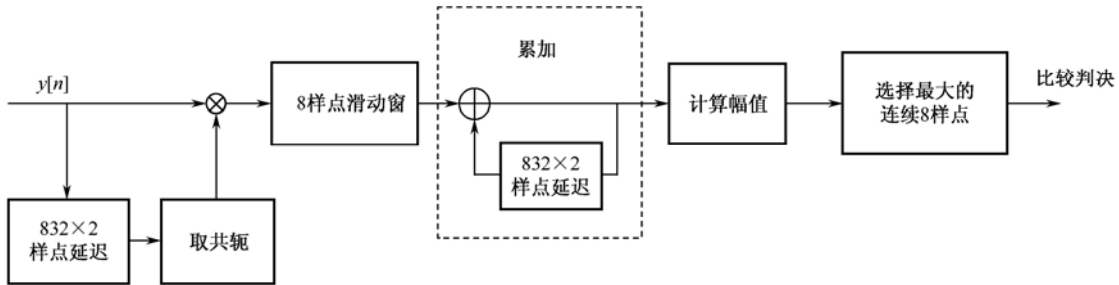 累加
y[n]
8样点滑动窗
计算幅值
选择最大的
连续8样点
比较判决
832×2
样点延迟
832×2
样点延迟
取共轭